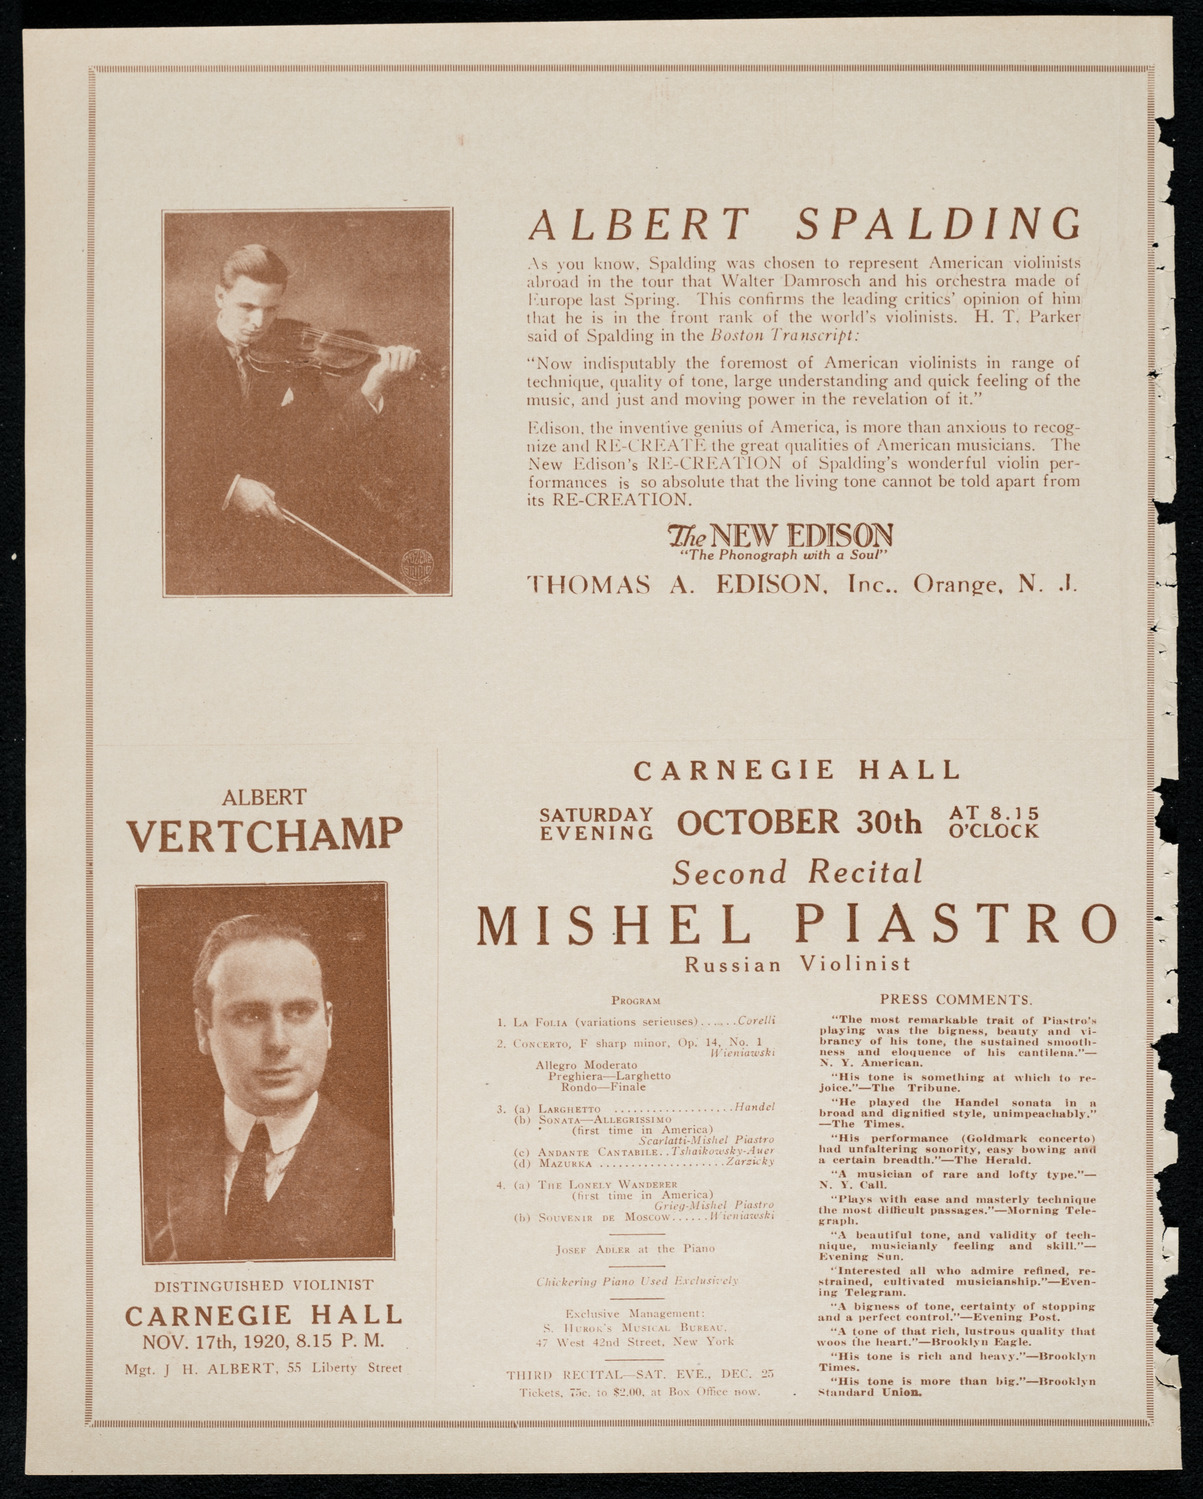 ALBERT SPALDING
As you know, Spalding was chosen to represent American violinists
abroad in the tour that Walter Damrosch and his orchestra made of
Europe last Spring. This confirms the leading critics' opinion of him
that he is in the front rank of the world's violinists. H. T. Parker
said of Spalding in the Boston Transcript:
"Now indisputably the foremost of American violinists in range of
technique, quality of tone, large understanding and quick feeling of the
music, and just and moving power in the revelation of it."
Edison, the inventive genius of America, is more than anxious to recog-
nize and RE-CREATE the great qualities of American musicians. The
New Edison's RE-CREATION of Spalding's wonderful violin per-
formances is so absolute that the living tone cannot be told apart from
its RE-CREATION.
The NEW EDISON
"The Phonograph with a Soul"
THOMAS A. EDISON, Inc., Orange, N. J.
ALBERT
VERTCHAMP
DISTINGUISHED VIOLINIST
CARNEGIE HALL
NOV. 17th, 1920, 8.15 P. M.
Mgt. J H. ALBERT, 55 Liberty Street
CARNEGIE HALL
SATURDAY EVENING OCTOBER 30th AT 8.15 O'CLOCK
Second Recital
MISHEL PIASTRO
Russian Violinist
PROGRAM
1. LA FOLIA (variations serieuses).......Corelli
2. CONCERTO, F sharp minor, Op. 14, No. 1
Wieniawski
Allegro Moderato
Preghiera—Larghetto
Rondo—Finale
3. (a) LARGHETTO ...................Handel
(b) SONATA—ALLEGRISSIMO
(first time in America)
Scarlatti-Mishel Piastro
(c) ANDANTE CANTABILE..Tshaikowsky-Auer
(d) MAZURKA ....................Zarzicky
4. (a) THE LONELY WANDERER
(first time in America)
Grieg-Mishel Piastro
(b) SOUVENIR DE MOSCOW......Wieniawski
JOSEF ADLER at the Piano
Chickering Piano Used Exclusively
Exclusive Management:
S. HUROK'S MUSICAL BUREAU,
47 West 42nd Street, New York
THIRD RECITAL—SAT. EVE., DEC. 25
Tickets, 75c. to $2.00, at Box Office now.
PRESS COMMENTS.
"The most remarkable trait of Piastro's
playing was the bigness, beauty and vi-
brancy of his tone, the sustained smooth-
ness and eloquence of his cantilena."—
N. Y. American.
"His tone is something at which to re-
joice."—The Tribune.
"He played the Handel sonata in a
broad and dignified style, unimpeachably."
—The Times.
"His performance (Goldmark concerto)
had unfaltering sonority, easy bowing and
a certain breadth."—The Herald.
"A musician of rare and lofty type."—
N. Y. Call.
"Plays with ease and masterly technique
the most difficult passages."—Morning Tele-
graph.
"A beautiful tone, and validity of tech-
nique, musicianly feeling and skill."—
Evening Sun.
"Interested all who admire refined, re-
strained, cultivated musicianship."—Even-
ing Telegram.
"A bigness of tone, certainty of stopping
and a perfect control."—Evening Post.
"A tone of that rich, lustrous quality that
woos the heart."—Brooklyn Eagle.
"His tone is rich and heavy."—Brooklyn
Times.
"His tone is more than big."—Brooklyn
Standard Union.